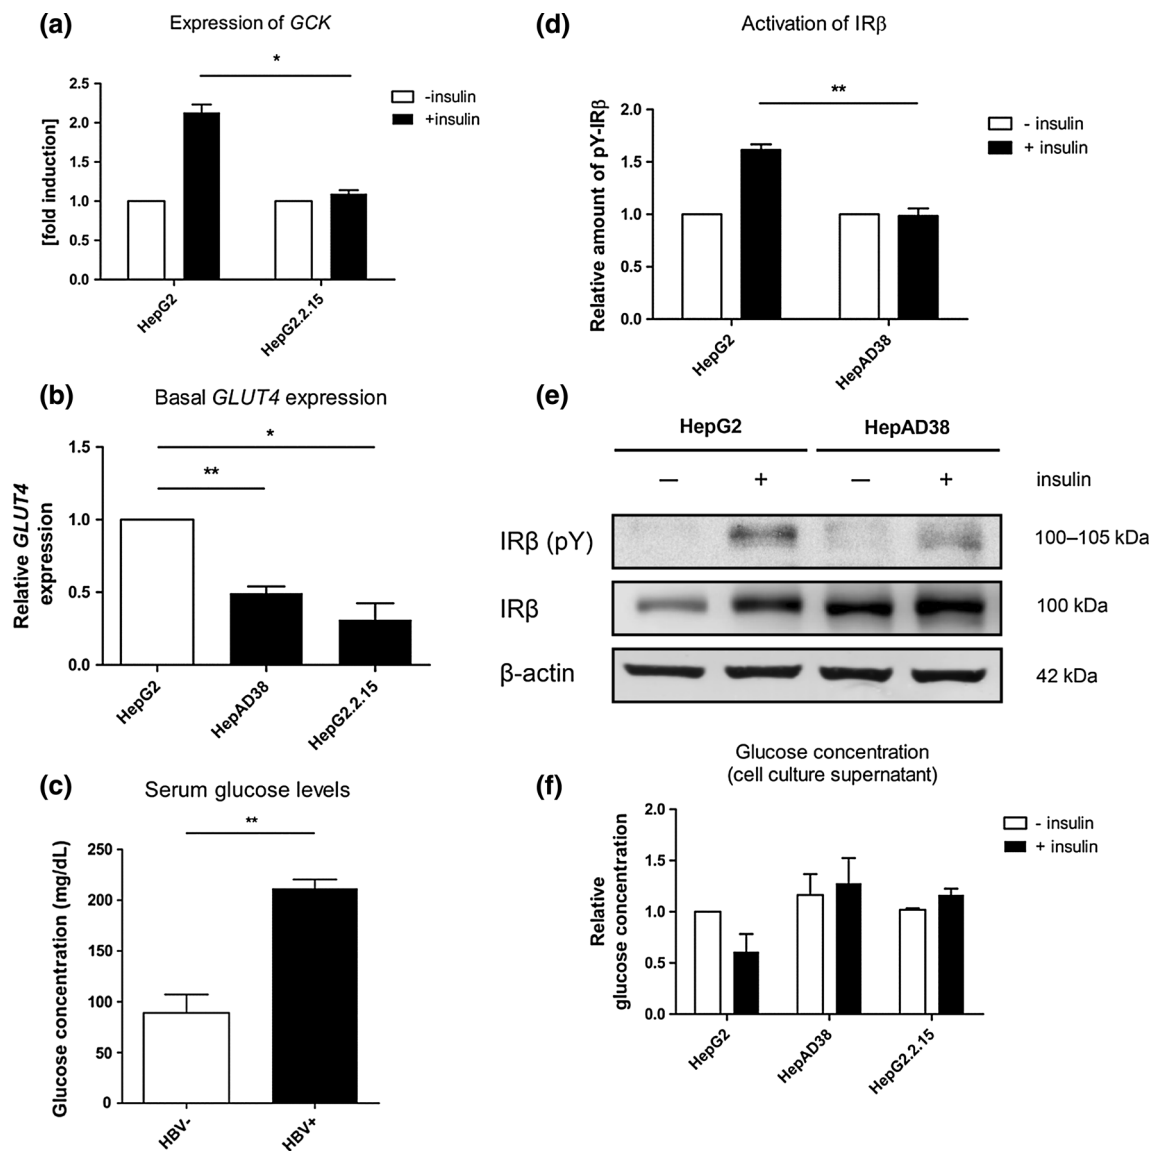 (a)
Expression of GCK
*
[fold induction]
2.5
2.0
1.5
1.0
0.5
0.0
HepG2
HepG2.2.15
-insulin
+insulin
(b)
Basal GLUT4 expression
*
**
Relative GLUT4
expression
1.5
1.0
0.5
0.0
HepG2
HepAD38
HepG2.2.15
(c)
Serum glucose levels
**
Glucose concentration (mg/dL)
250
200
150
100
50
0
HBV-
HBV+
(d)
Activation of IRβ
**
Relative amount of pY-IRβ
2.0
1.5
1.0
0.5
0.0
HepG2
HepAD38
- insulin
+ insulin
(e)
HepG2 HepAD38
— + — + insulin
IRβ (pY) 100–105 kDa
IRβ 100 kDa
β-actin 42 kDa
(f)
Glucose concentration
(cell culture supernatant)
Relative
glucose concentration
2.0
1.5
1.0
0.5
0.0
HepG2
HepAD38
HepG2.2.15
- insulin
+ insulin